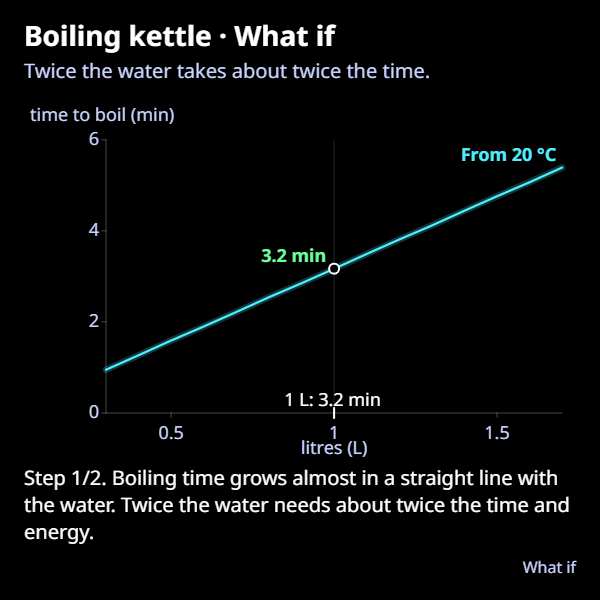 Boiling kettle · What if
Twice the water takes about twice the time.
time to boil (min)
6
From 20 °C
4
3.2 min
2
1 L: 3.2 min
0
0.5
1
1.5
litres (L)
Step 1/2. Boiling time grows almost in a straight line with
the water. Twice the water needs about twice the time and
energy.
What if